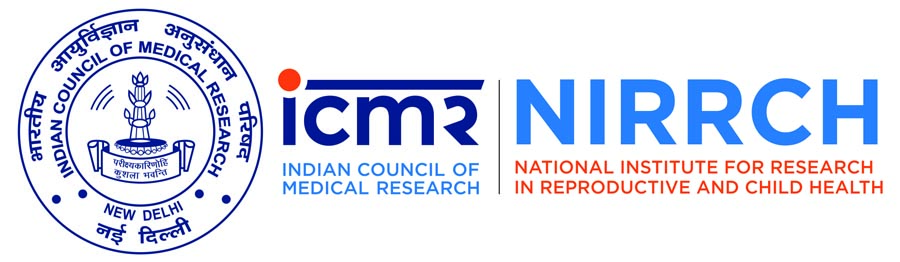 भारतीय आयुर्विज्ञान अनुसंधान परिषद
INDIAN COUNCIL OF MEDICAL RESEARCH
परीक्ष्यकारिणोहि
कुशला भवन्ति
NEW DELHI
नई दिल्ली
icmr
INDIAN COUNCIL OF
MEDICAL RESEARCH
NIRRCH
NATIONAL INSTITUTE FOR RESEARCH
IN REPRODUCTIVE AND CHILD HEALTH